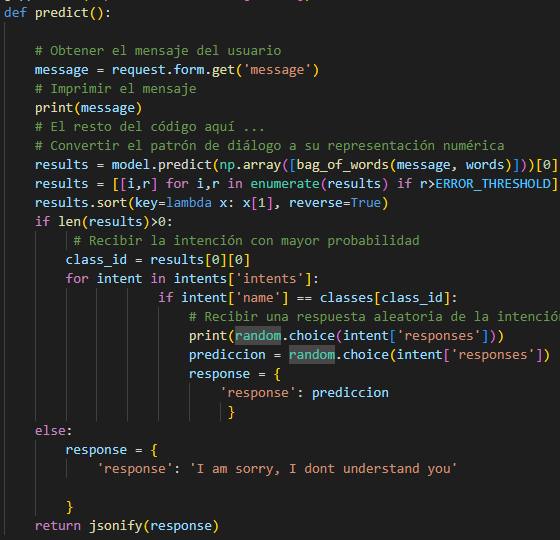 def predict():
# Obtener el mensaje del usuario
message = request.form.get('message')
# Imprimir el mensaje
print(message)
# El resto del código aquí ...
# Convertir el patrón de diálogo a su representación numérica
results = model.predict(np.array([bag_of_words(message, words)]))[0]
results = [[i,r] for i,r in enumerate(results) if r>ERROR_THRESHOLD]
results.sort(key=lambda x: x[1], reverse=True)
if len(results)>0:
# Recibir la intención con mayor probabilidad
class_id = results[0][0]
for intent in intents['intents']:
if intent['name'] == classes[class_id]:
# Recibir una respuesta aleatoria de la intención
print(random.choice(intent['responses']))
prediccion = random.choice(intent['responses'])
response = {
'response': prediccion
}
else:
response = {
'response': 'I am sorry, I dont understand you'
}
return jsonify(response)